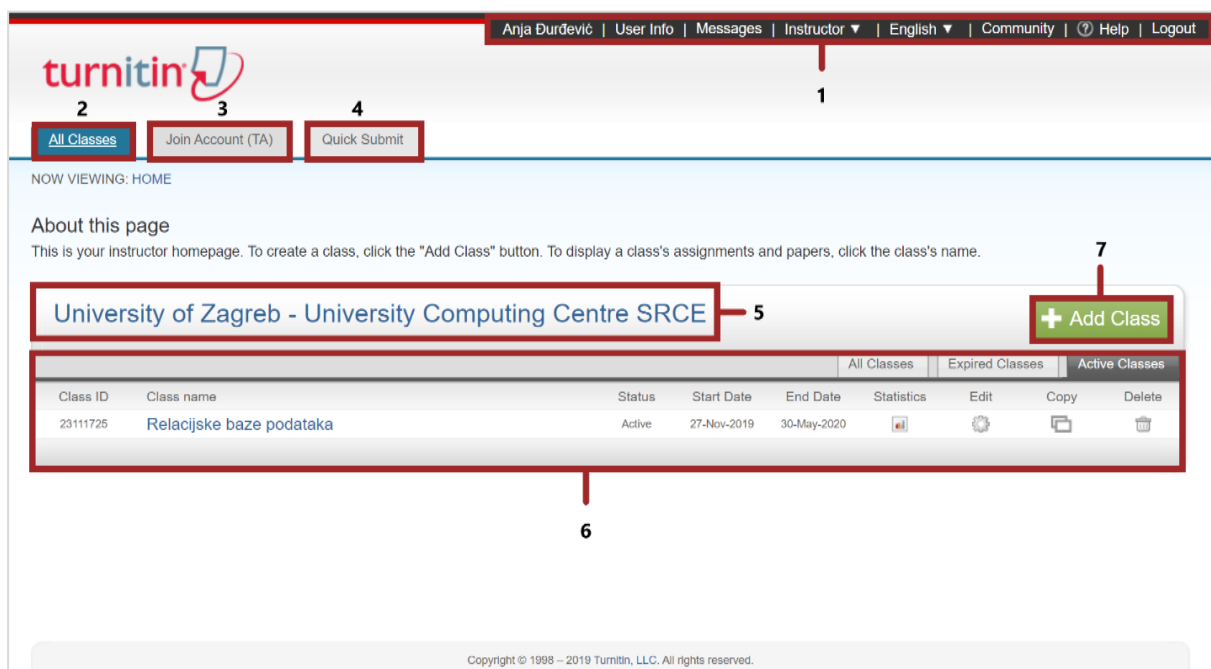 Anja Đurđević | User Info | Messages | Instructor ▼ | English ▼ | Community | ? Help | Logout
turnitin
1
2 3 4
All Classes Join Account (TA) Quick Submit
NOW VIEWING: HOME
About this page
This is your instructor homepage. To create a class, click the "Add Class" button. To display a class's assignments and papers, click the class's name.
7
University of Zagreb - University Computing Centre SRCE 5 + Add Class
All Classes Expired Classes Active Classes
Class ID Class name Status Start Date End Date Statistics Edit Copy Delete
23111725 Relacijske baze podataka Active 27-Nov-2019 30-May-2020
6
Copyright © 1998 – 2019 Turnitin, LLC. All rights reserved.